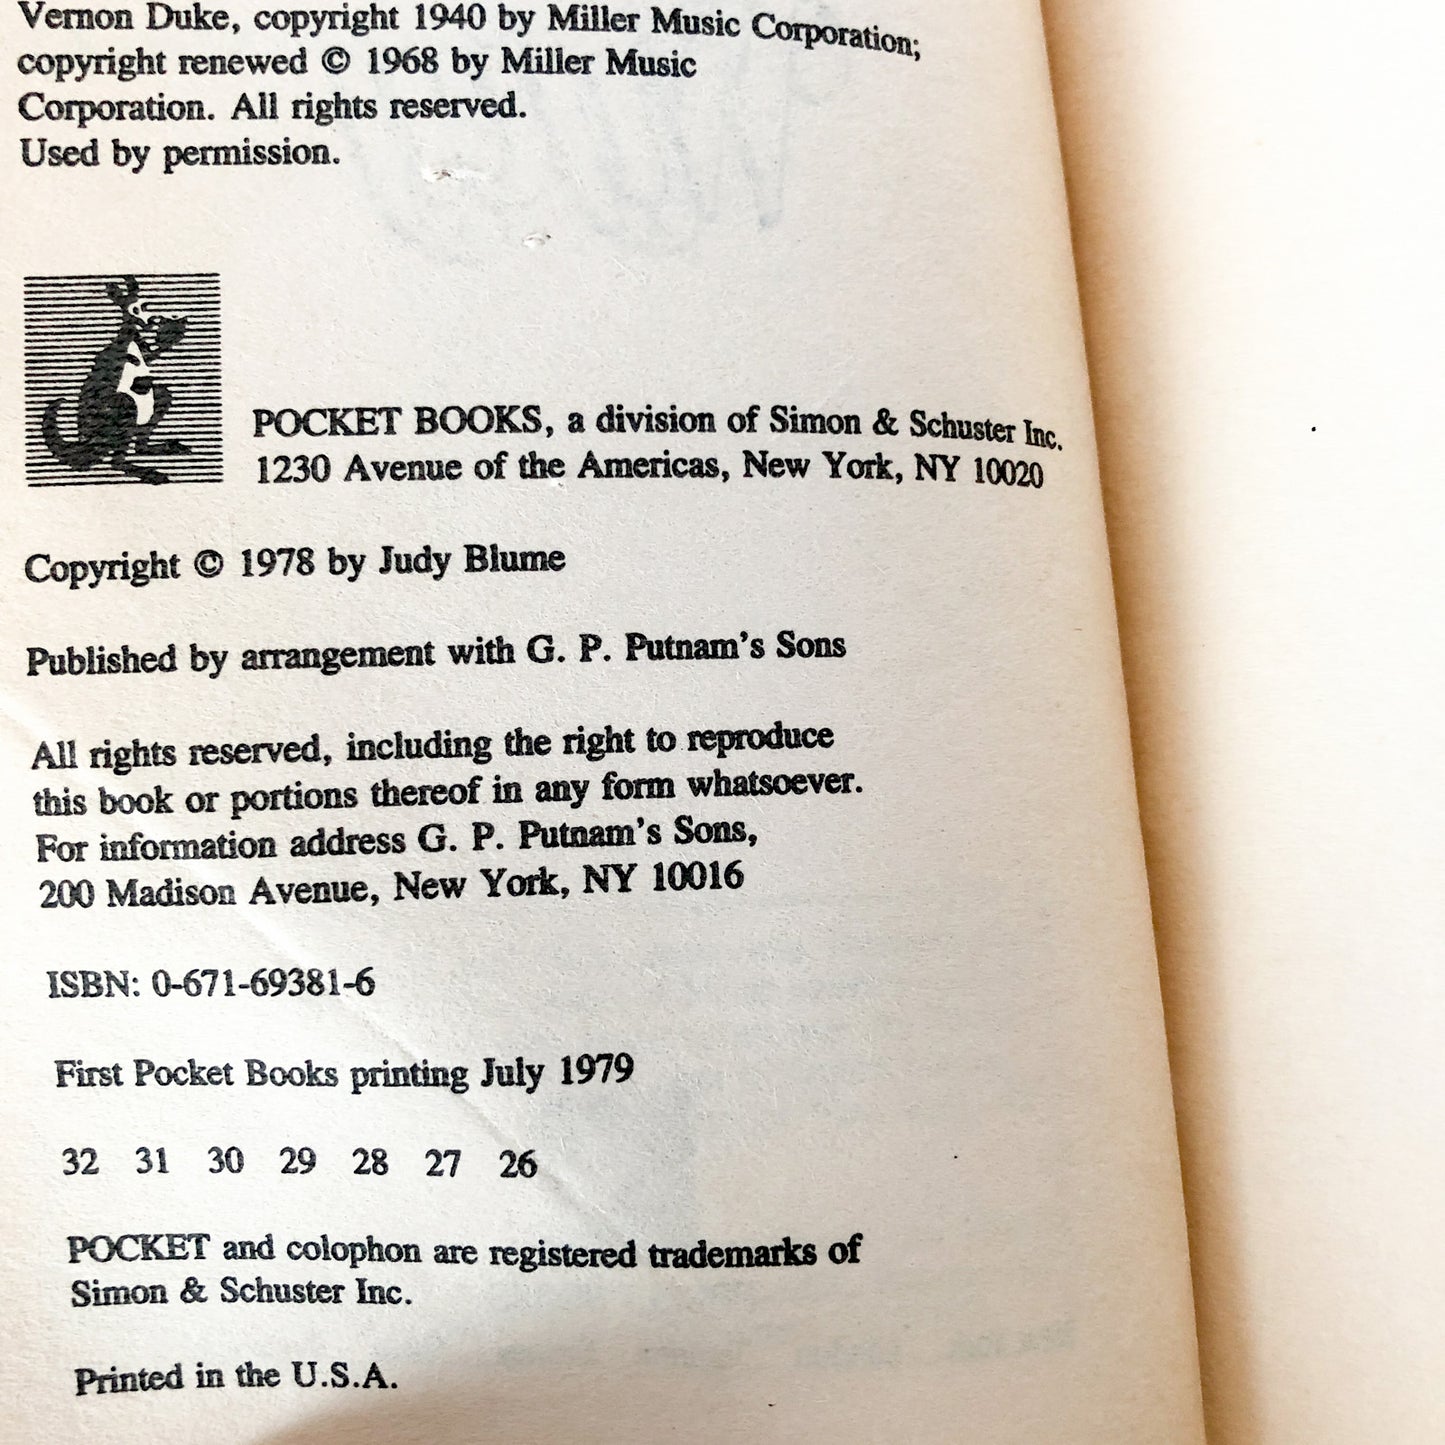 Vernon Duke, copyright 1940 by Miller Music Corporation;
copyright renewed © 1968 by Miller Music
Corporation. All rights reserved.
Used by permission.
POCKET BOOKS, a division of Simon & Schuster Inc.
1230 Avenue of the Americas, New York, NY 10020
Copyright © 1978 by Judy Blume
Published by arrangement with G. P. Putnam's Sons
All rights reserved, including the right to reproduce
this book or portions thereof in any form whatsoever.
For information address G. P. Putnam's Sons,
200 Madison Avenue, New York, NY 10016
ISBN: 0-671-69381-6
First Pocket Books printing July 1979
32 31 30 29 28 27 26
POCKET and colophon are registered trademarks of
Simon & Schuster Inc.
Printed in the U.S.A.